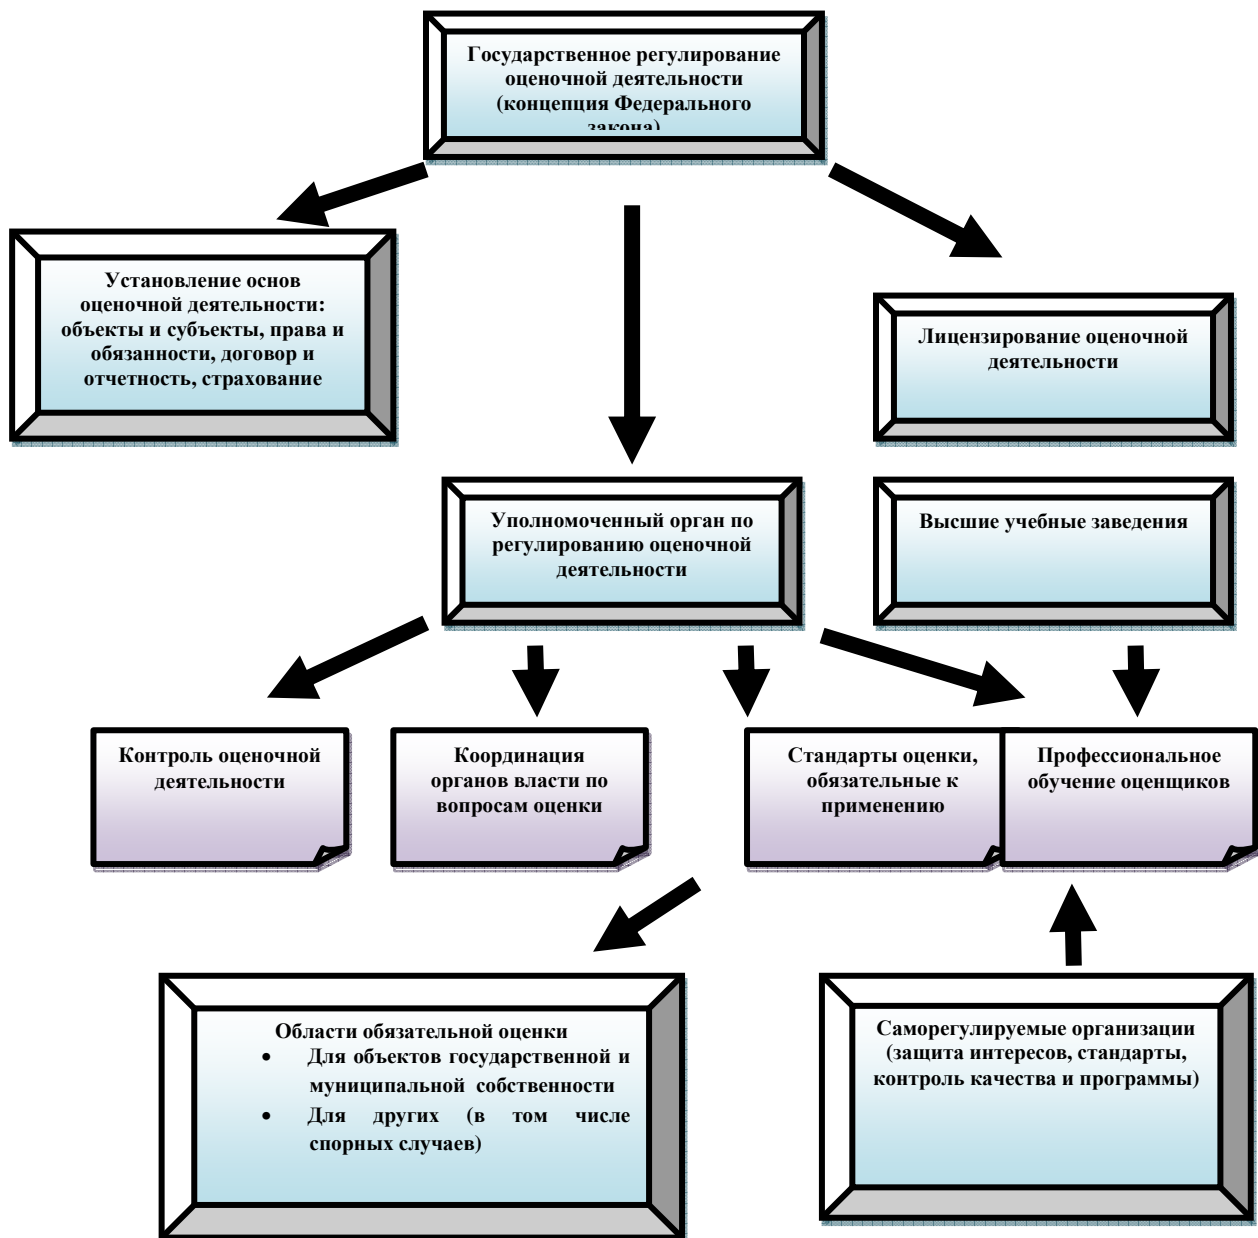 Государственное регулирование
оценочной деятельности
(концепция Федерального
закона)
Установление основ
оценочной деятельности:
объекты и субъекты, права и
обязанности, договор и
отчетность, страхование
Лицензирование оценочной
деятельности
Уполномоченный орган по
регулированию оценочной
деятельности
Высшие учебные заведения
Контроль оценочной
деятельности
Координация
органов власти по
вопросам оценки
Стандарты оценки,
обязательные к
применению
Профессиональное
обучение оценщиков
Области обязательной оценки
• Для объектов государственной и
муниципальной собственности
• Для других (в том числе
спорных случаев)
Саморегулируемые организации
(защита интересов, стандарты,
контроль качества и программы)